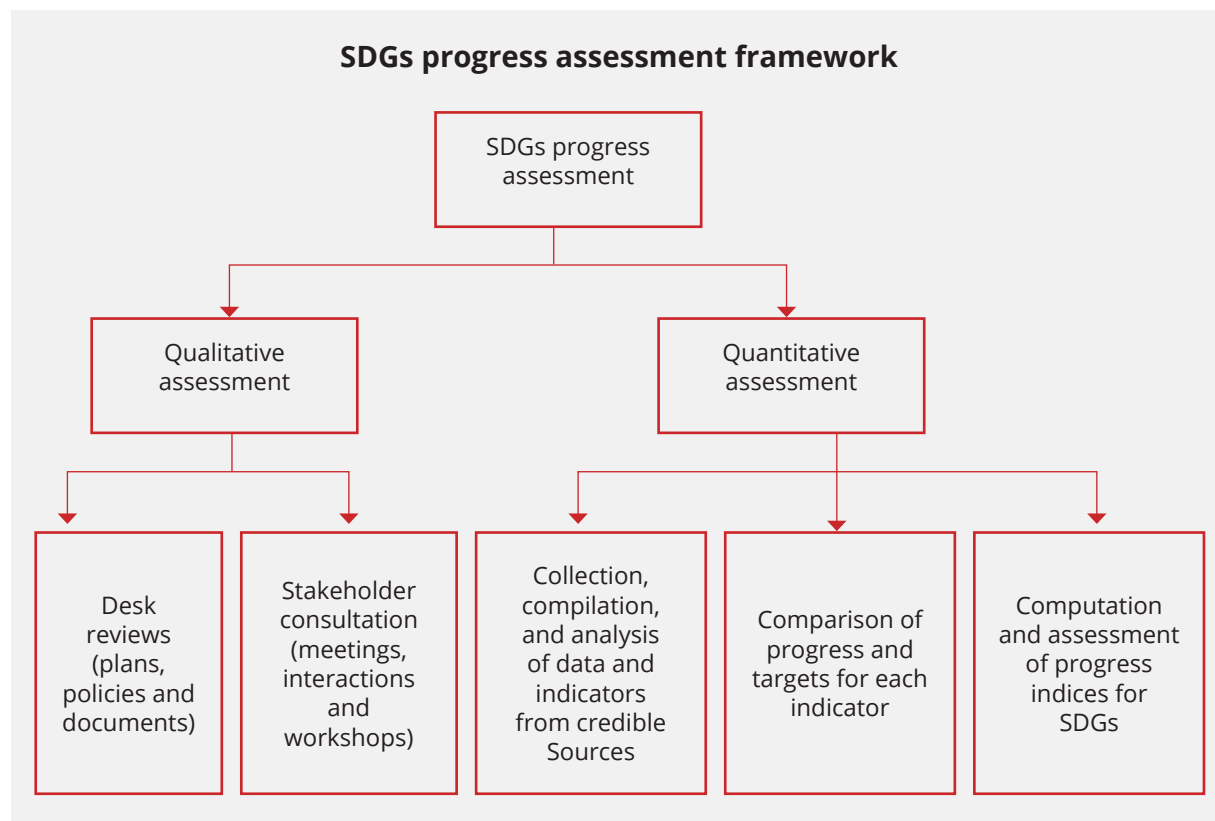 SDGs progress assessment framework
SDGs progress
assessment
Qualitative
assessment
Quantitative
assessment
Desk
reviews
(plans,
policies and
documents)
Stakeholder
consultation
(meetings,
interactions
and
workshops)
Collection,
compilation,
and analysis
of data and
indicators
from credible
Sources
Comparison of
progress and
targets for each
indicator
Computation
and assessment
of progress
indices for
SDGs